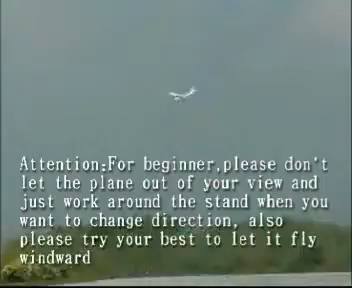 Attention:For beginner,please don't
let the plane out of your view and
just work around the stand when you
want to change direction, also
please try your best to let it fly
windward